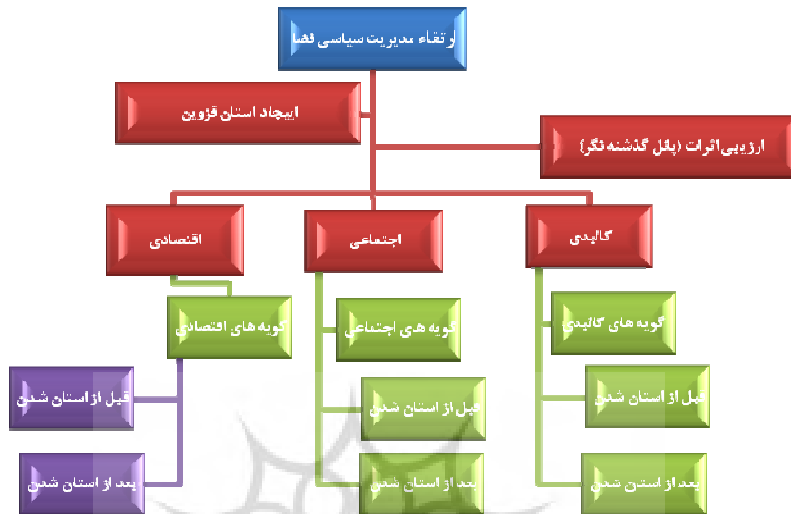 ارتقاء مدیریت سیاسی فضا
ایجاد استان قزوین
ارزیابی اثرات (پانل گذشته نگر)
کالبدی
اجتماعی
اقتصادی
گویه های کالبدی
گویه های اجتماعی
گویه های اقتصادی
قبل از استان شدن
قبل از استان شدن
قبل از استان شدن
بعد از استان شدن
بعد از استان شدن
بعد از استان شدن